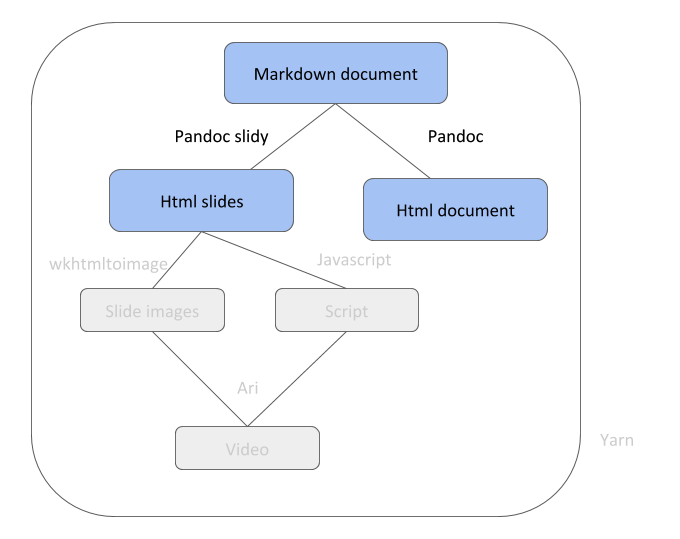 Markdown document
Pandoc slidy
Pandoc
Html slides
Html document
wkhtmltoimage
Javascript
Slide images
Script
Ari
Video
Yarn